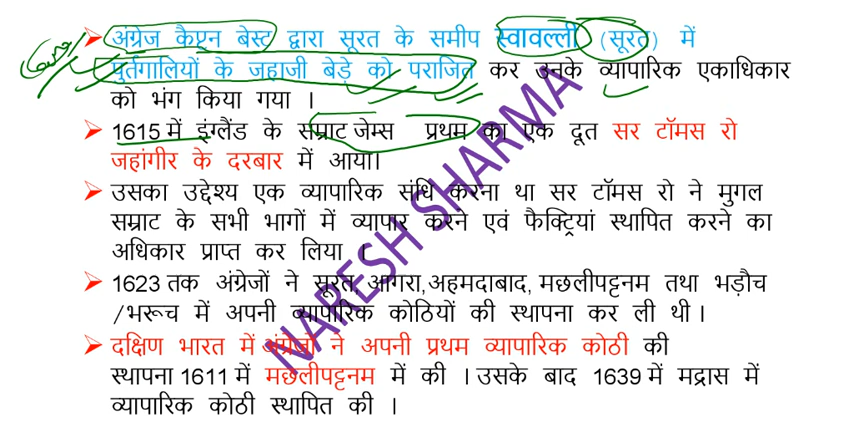 अंग्रेज कैप्टन बेस्ट द्वारा सूरत के समीप स्वावल्ली (सूरत) में
पुर्तगालियों के जहाजी बेड़े को पराजित कर उनके व्यापारिक एकाधिकार
को भंग किया गया ।
1615 में इंग्लैंड के सम्राट जेम्स प्रथम का एक दूत सर टॉमस रो
जहांगीर के दरबार में आया।
उसका उद्देश्य एक व्यापारिक संधि करना था सर टॉमस रो ने मुगल
सम्राट के सभी भागों में व्यापार करने एवं फैक्ट्रियां स्थापित करने का
अधिकार प्राप्त कर लिया ।
1623 तक अंग्रेजों ने सूरत, आगरा,अहमदाबाद, मछलीपट्टनम तथा भड़ौच
/भरूच में अपनी व्यापारिक कोठियों की स्थापना कर ली थी ।
दक्षिण भारत में अंग्रेजों ने अपनी प्रथम व्यापारिक कोठी की
स्थापना 1611 में मछलीपट्टनम में की । उसके बाद 1639 में मद्रास में
व्यापारिक कोठी स्थापित की ।
NARESH SHARMA